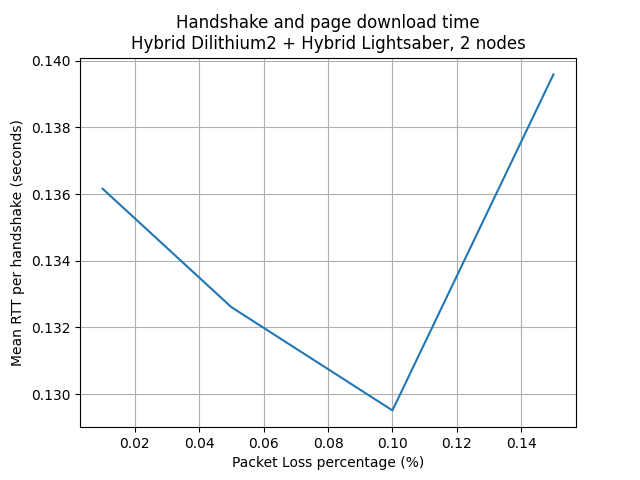 Handshake and page download time
Hybrid Dilithium2 + Hybrid Lightsaber, 2 nodes
0.140
0.138
0.136
0.134
0.132
0.130
Mean RTT per handshake (seconds)
0.02 0.04 0.06 0.08 0.10 0.12 0.14
Packet Loss percentage (%)